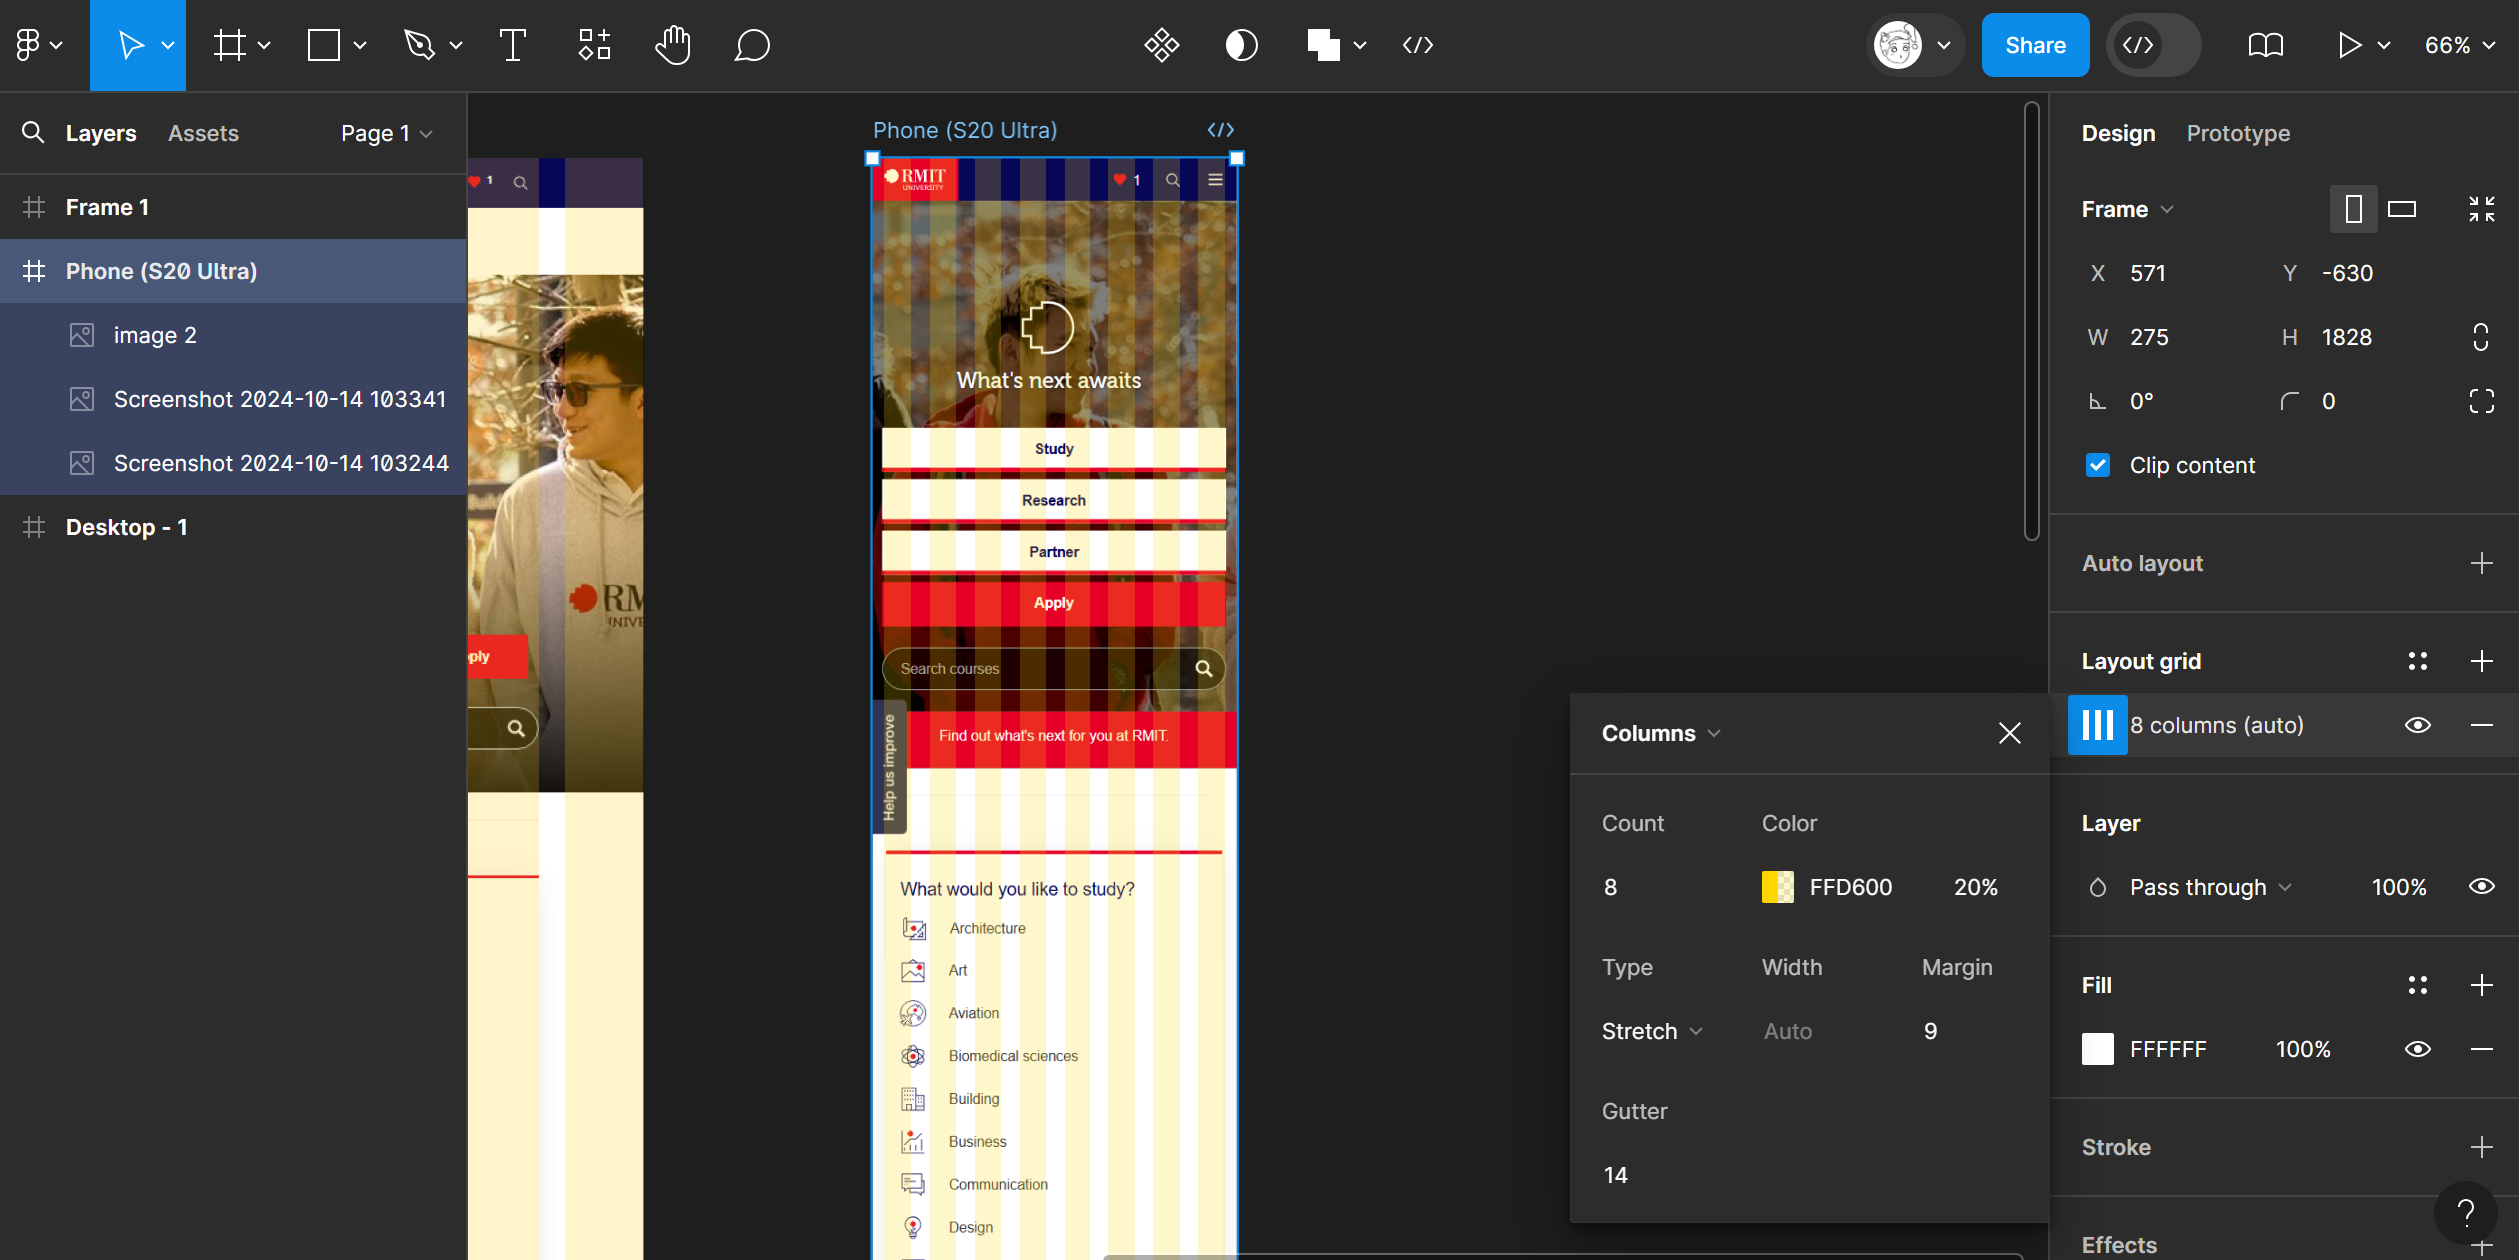 Share
66%
Layers
Assets
Page 1
Frame 1
Phone (S20 Ultra)
image 2
Screenshot 2024-10-14 103341
Screenshot 2024-10-14 103244
Desktop - 1
1
RM
UNIVE
ply
Phone (S20 Ultra)
RMIT
UNIVERSITY
1
What's next awaits
Study
Research
Partner
Apply
Search courses
Find out what's next for you at RMIT.
Help us improve
What would you like to study?
Architecture
Art
Aviation
Biomedical sciences
Building
Business
Communication
Design
Columns
Count
Color
8
FFD600
20%
Type
Width
Margin
Stretch
Auto
9
Gutter
14
Design
Prototype
Frame
X
571
Y
-630
W
275
H
1828
0°
0
Clip content
Auto layout
Layout grid
8 columns (auto)
Layer
Pass through
100%
Fill
FFFFFF
100%
Stroke
Effects
?